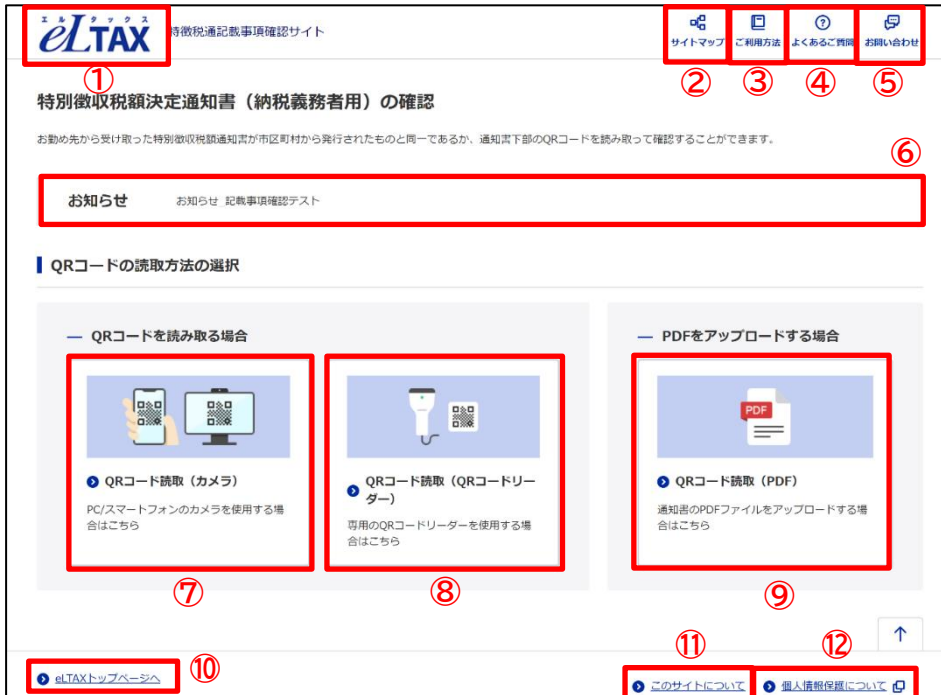 エルタックス
eLTAX 特徴税通記載事項確認サイト
サイトマップ ご利用方法 よくあるご質問 お問い合わせ
① ② ③ ④ ⑤
特別徴収税額決定通知書（納税義務者用）の確認
お勤め先から受け取った特別徴収税額通知書が市区町村から発行されたものと同一であるか、通知書下部のQRコードを読み取って確認することができます。
⑥
お知らせ お知らせ 記載事項確認テスト
QRコードの読取方法の選択
QRコードを読み取る場合
PDFをアップロードする場合
PDF
QRコード読取（カメラ）
PC/スマートフォンのカメラを使用する場
合はこちら
QRコード読取（QRコードリー
ダー）
専用のQRコードリーダーを使用する場
合はこちら
QRコード読取（PDF）
通知書のPDFファイルをアップロードする場
合はこちら
⑦ ⑧ ⑨
⑩ ⑪ ⑫
eLTAXトップページへ このサイトについて 個人情報保護について